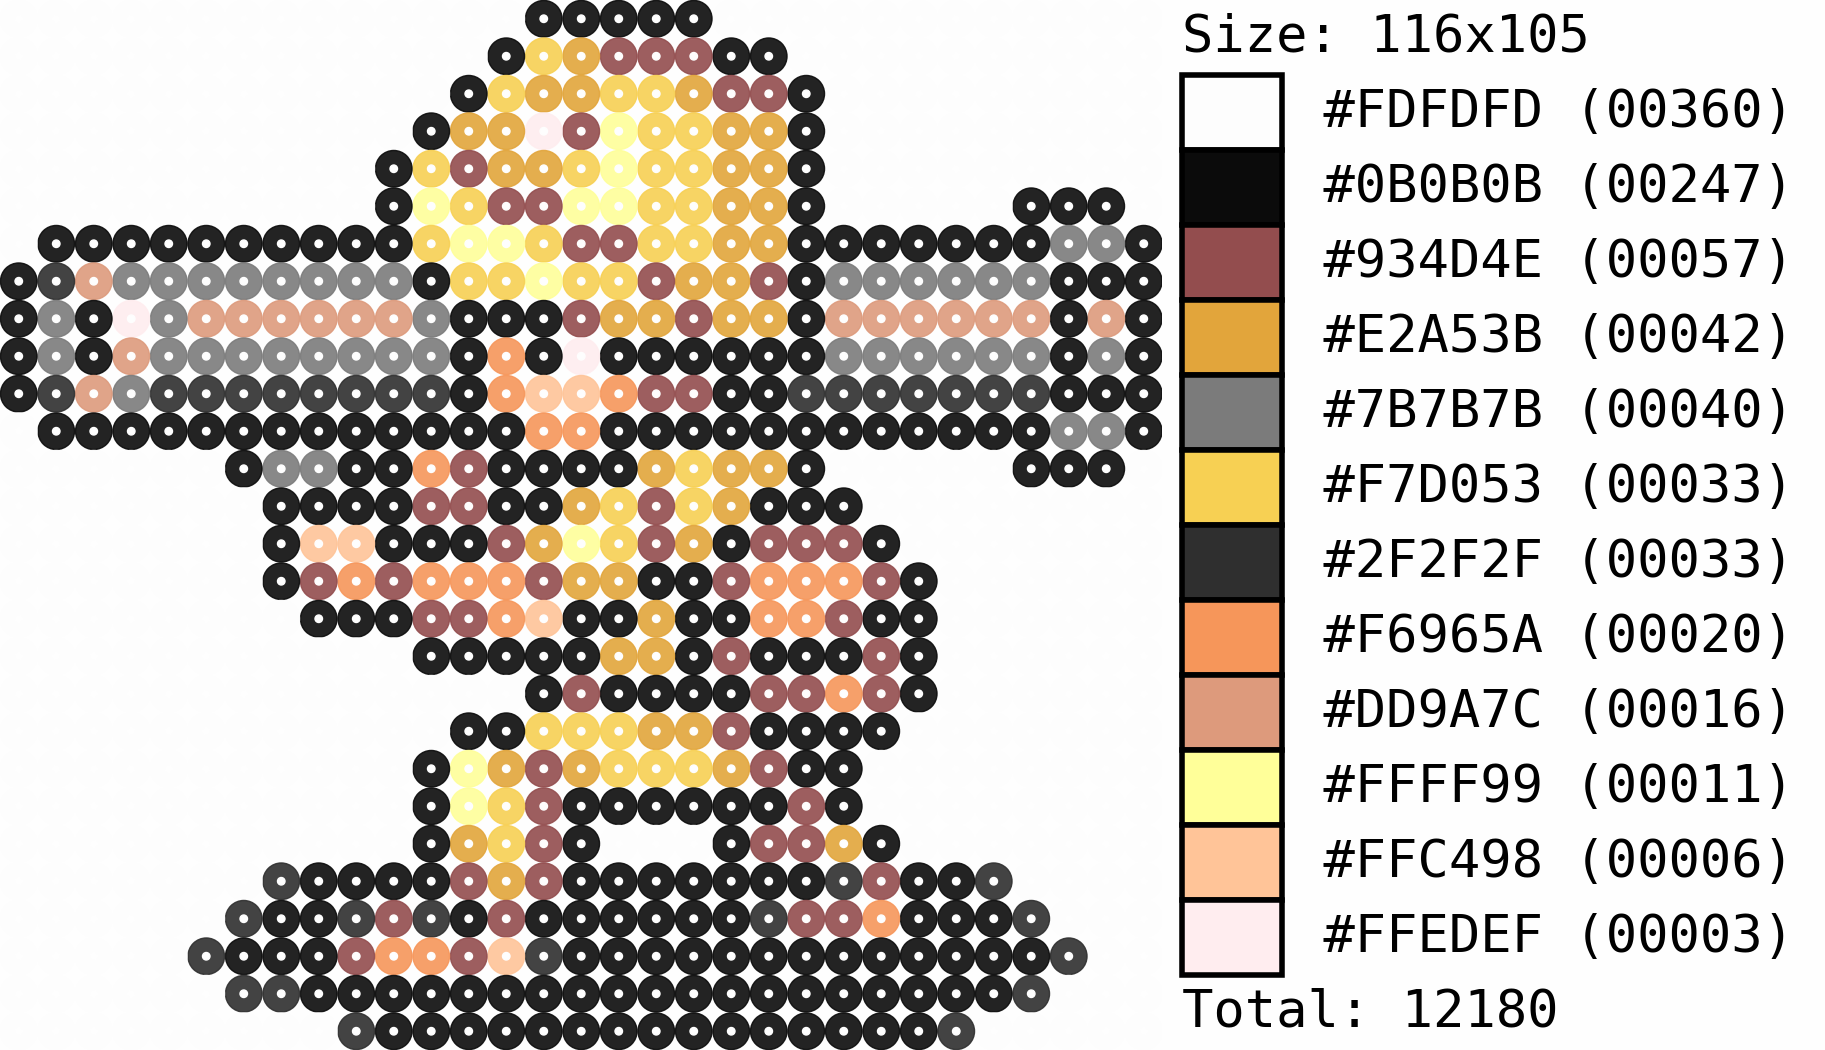 Size: 116x105
#FDFDFD (00360)
#0B0B0B (00247)
#934D4E (00057)
#E2A53B (00042)
#7B7B7B (00040)
#F7D053 (00033)
#2F2F2F (00033)
#F6965A (00020)
#DD9A7C (00016)
#FFFF99 (00011)
#FFC498 (00006)
#FFEDEF (00003)
Total: 12180